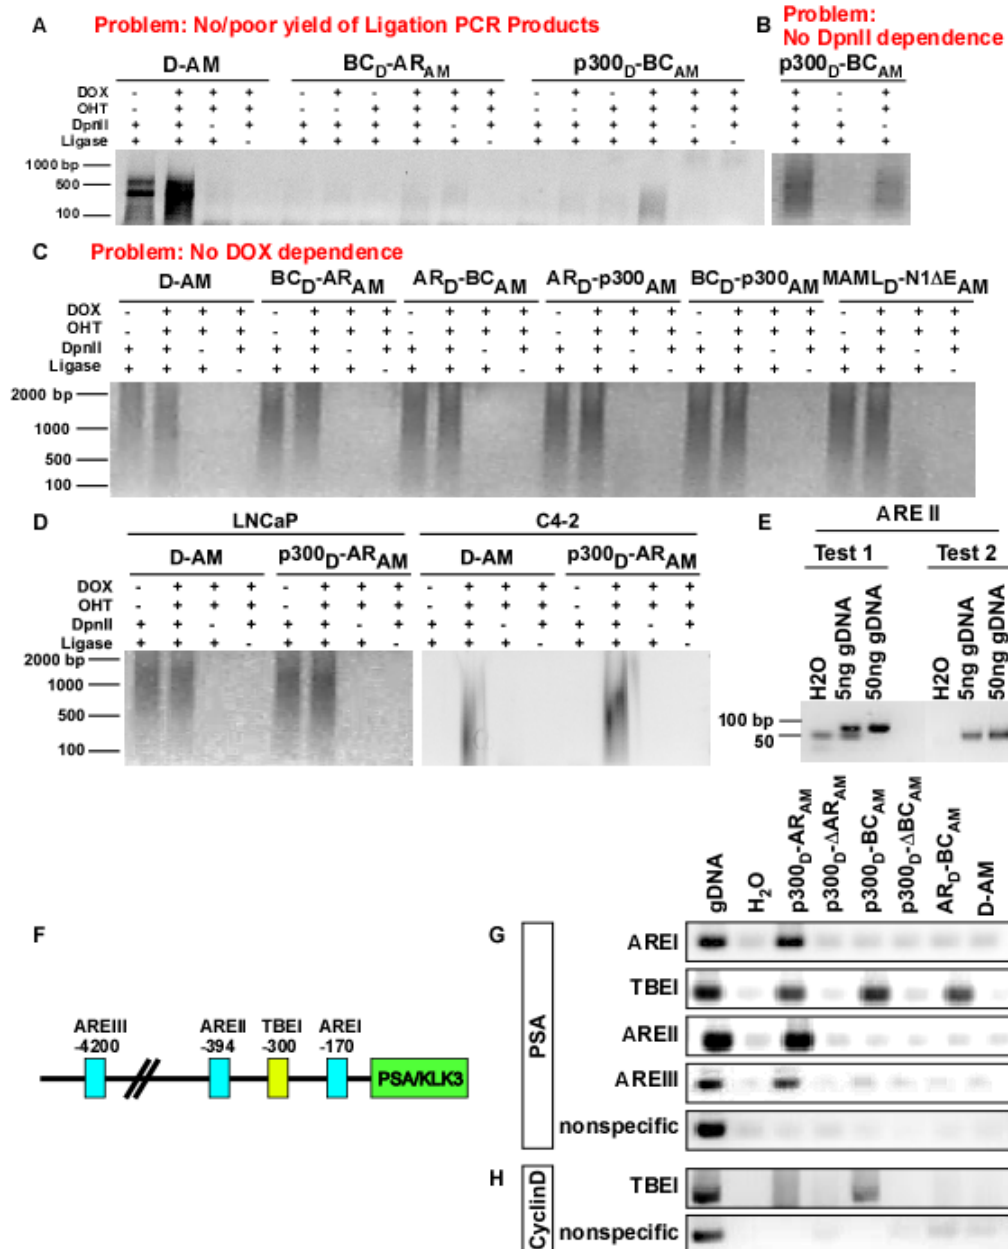 A Problem: No/poor yield of Ligation PCR Products
D-AM BCD-ARAM p300D-BCAM
DOX - + + + - + - + + + - + - + + +
OHT - + + + - - + + + + - - + + + +
DpnII + + - + + + + + - + + + + + - +
Ligase + + + - + + + + + - + + + + + -
1000 bp
500
100
B Problem:
No DpnII dependence
p300D-BCAM
+ - +
+ - +
+ + -
+ + +
C Problem: No DOX dependence
D-AM BCD-ARAM ARD-BCAM ARD-p300AM BCD-p300AM MAMLD-N1ΔEAM
DOX - + + + - + + + - + + + - + + + - + + + - + + +
OHT - + + + - + + + - + + + - + + + - + + + - + + +
DpnII + + - + + + - + + + - + + + - + + + - + + + - +
Ligase + + + - + + + - + + + - + + + - + + + - + + + -
2000 bp
1000
500
100
D LNCaP C4-2
D-AM p300D-ARAM D-AM p300D-ARAM
DOX - + + + - + + + - + + + - + + +
OHT - + + + - + + + - + + + - + + +
DpnII + + - + + + - + + + - + + + - +
Ligase + + + - + + + - + + + - + + + -
2000 bp
1000
500
100
E ARE II
Test 1 Test 2
H2O 5ng gDNA 50ng gDNA H2O 5ng gDNA 50ng gDNA
100 bp
50
F
AREIII AREII TBEI AREI
-4200 -394 -300 -170
PSA/KLK3
gDNA H2O p300D-ARAM p300D-ΔARAM p300D-BCAM p300D-ΔBCAM ARD-BCAM D-AM
G PSA
AREI
TBEI
AREII
AREIII
nonspecific
H CyclinD
TBEI
nonspecific